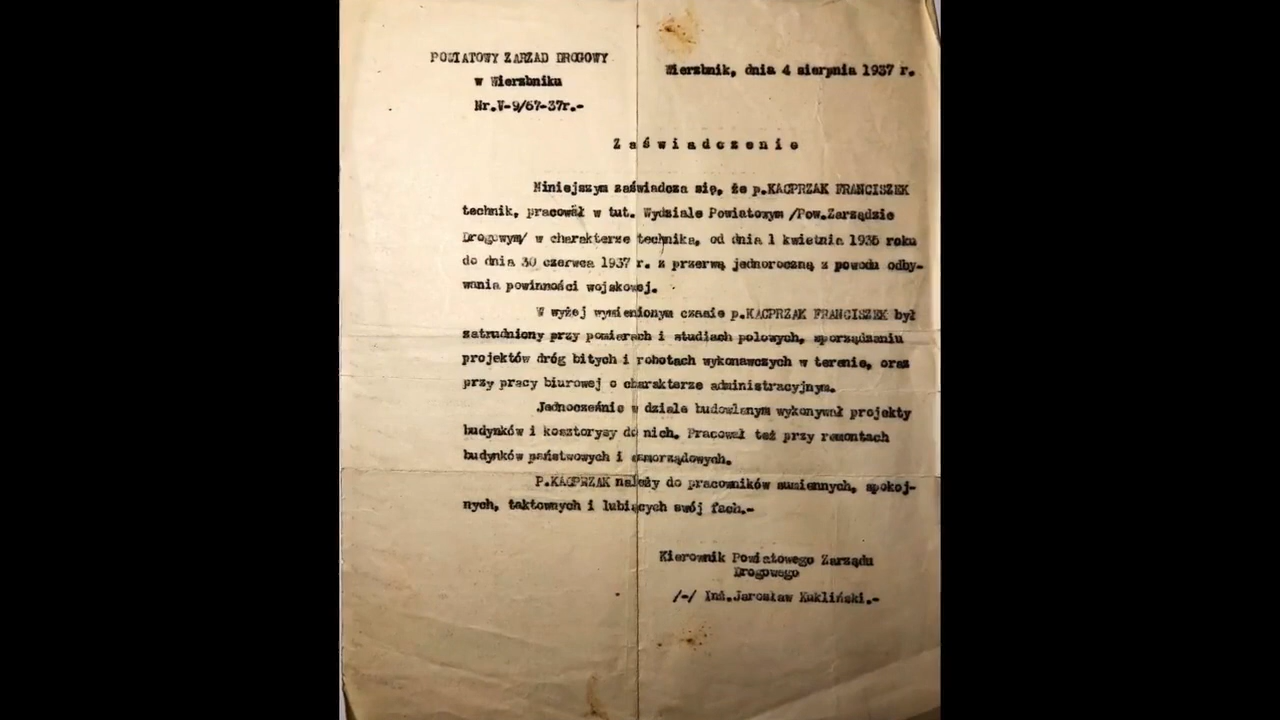 POWIATOWY ZARZAD DROGOWY
w Wierzbniku
Nr.V-9/67-37r.-
Wierzbnik, dnia 4 sierpnia 1937 r.
Zaświadczenie
Niniejszym zaświadcza się, że p.KACPRZAK FRANCISZEK
technik, pracował w tut. Wydziale Powiatowym /Pow.Zarządzie
Drogowym/ w charakterze technika, od dnia 1 kwietnia 1935 roku
do dnia 30 czerwca 1937 r. z przerwą jednoroczną z powodu odby-
wania powinności wojskowej.
W wyżej wymienionym czasie p.KACPRZAK FRANCISZEK był
zatrudniony przy pomiarach i studiach polowych, sporządzaniu
projektów dróg bitych i robotach wykonawczych w terenie, oraz
przy pracy biurowej o charakterze administracyjnym.
Jednocześnie w dziale budowlanym wykonywał projekty
budynków i kosztorysy do nich. Pracował też przy remontach
budynków państwowych i samorządowych.
P.KACPRZAK należy do pracowników sumiennych, spokoj-
nych, taktownych i lubiących swój fach.-
Kierownik Powiatowego Zarządu
Drogowego
/-/ Inż.Jarosław Kukliński.-